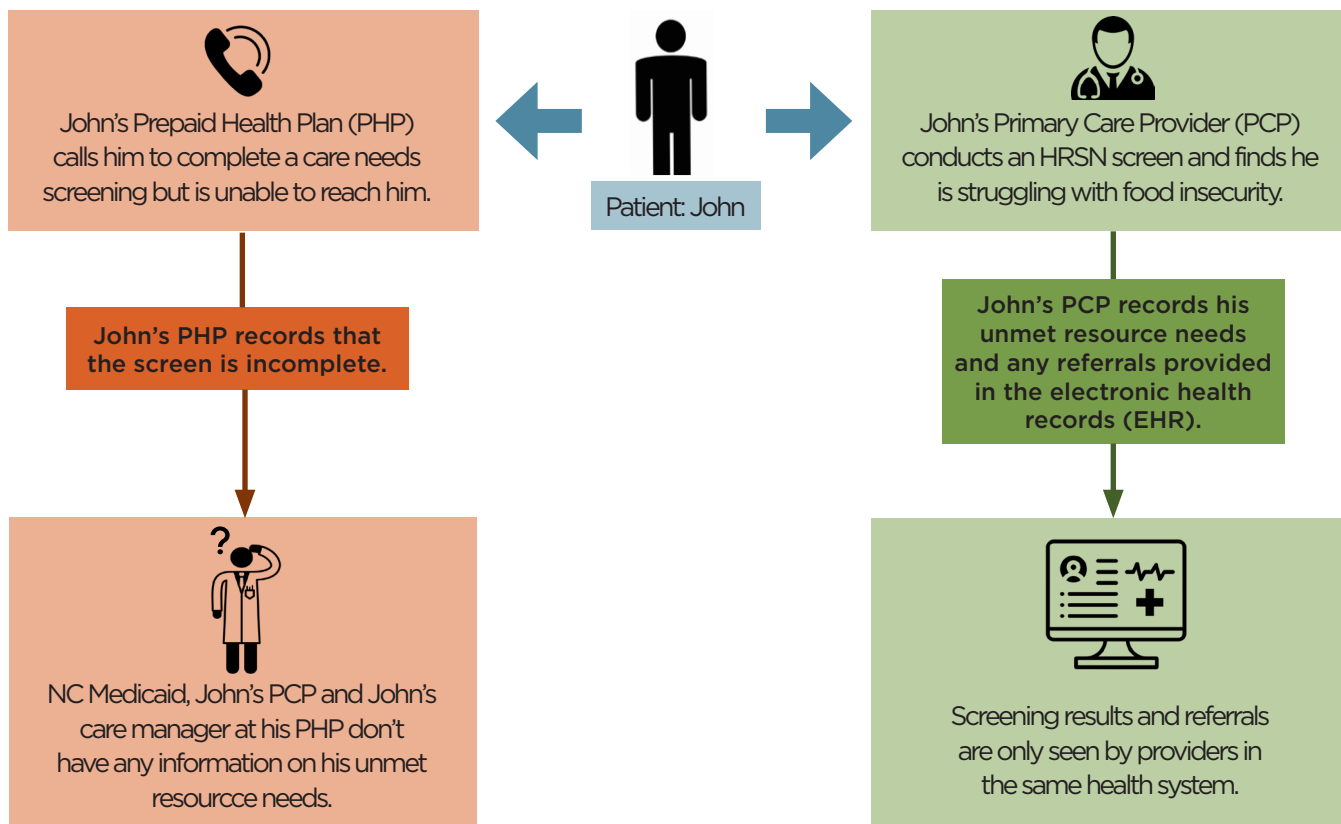 John's Prepaid Health Plan (PHP)
calls him to complete a care needs
screening but is unable to reach him.
Patient: John
John's Primary Care Provider (PCP)
conducts an HRSN screen and finds he
is struggling with food insecurity.
John's PHP records that
the screen is incomplete.
John's PCP records his
unmet resource needs
and any referrals provided
in the electronic health
records (EHR).
?
NC Medicaid, John's PCP and John's
care manager at his PHP don't
have any information on his unmet
resourcce needs.
Screening results and referrals
are only seen by providers in
the same health system.